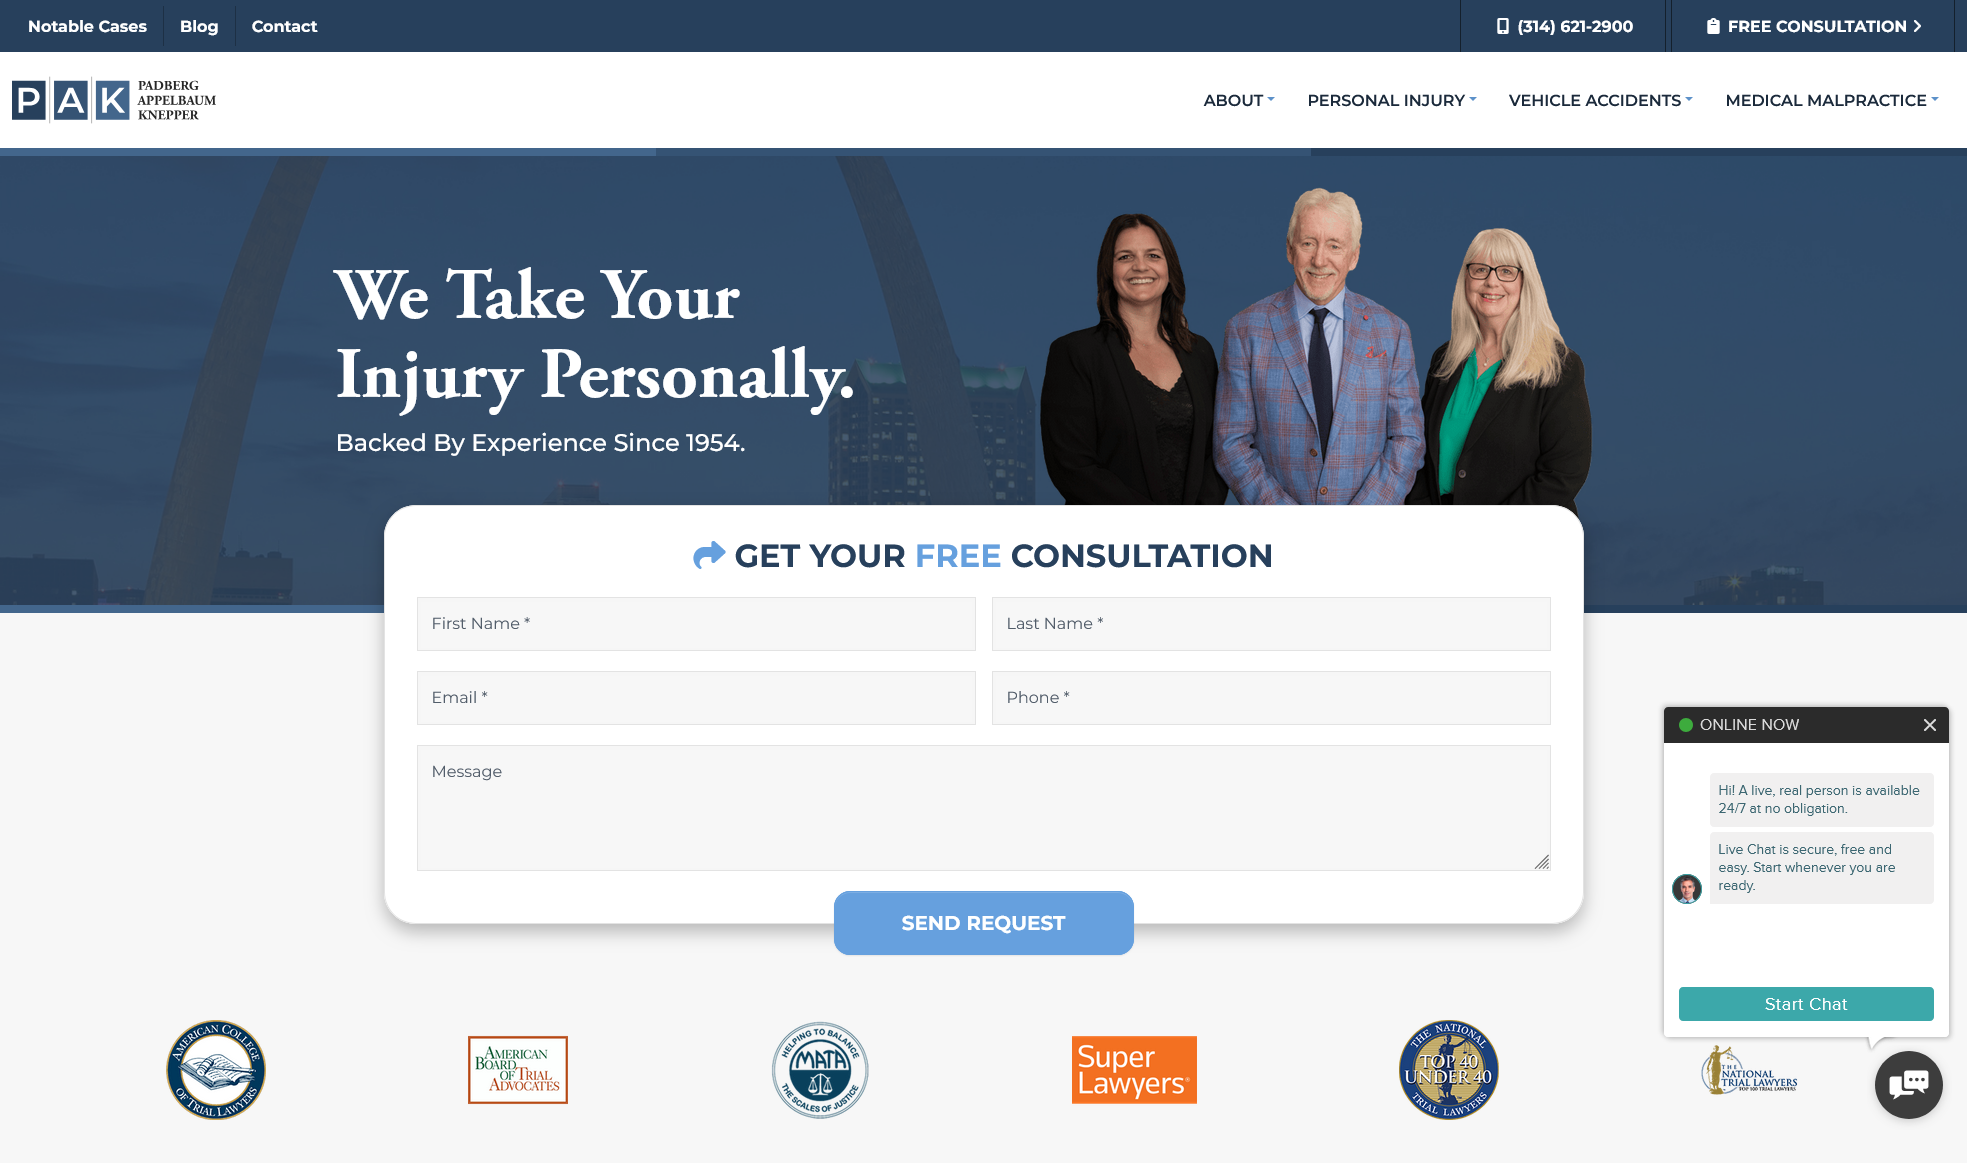 Notable Cases
Blog
Contact
(314) 621-2900
FREE CONSULTATION
P A K
PADBERG
APPELBAUM
KNEPPER
ABOUT
PERSONAL INJURY
VEHICLE ACCIDENTS
MEDICAL MALPRACTICE
We Take Your
Injury Personally.
Backed By Experience Since 1954.
GET YOUR FREE CONSULTATION
First Name *
Last Name *
Email *
Phone *
Message
SEND REQUEST
ONLINE NOW
Hi! A live, real person is available
24/7 at no obligation.
Live Chat is secure, free and
easy. Start whenever you are
ready.
Start Chat
AMERICAN COLLEGE
OF TRIAL LAWYERS
AMERICAN
BOARD
OF TRIAL
ADVOCATES
HELPING TO BALANCE
MATA
THE SCALES OF JUSTICE
Super
Lawyers
THE NATIONAL
TOP 40
UNDER 40
TRIAL LAWYERS
THE
NATIONAL
TRIAL LAWYERS
TOP 100 TRIAL LAWYERS